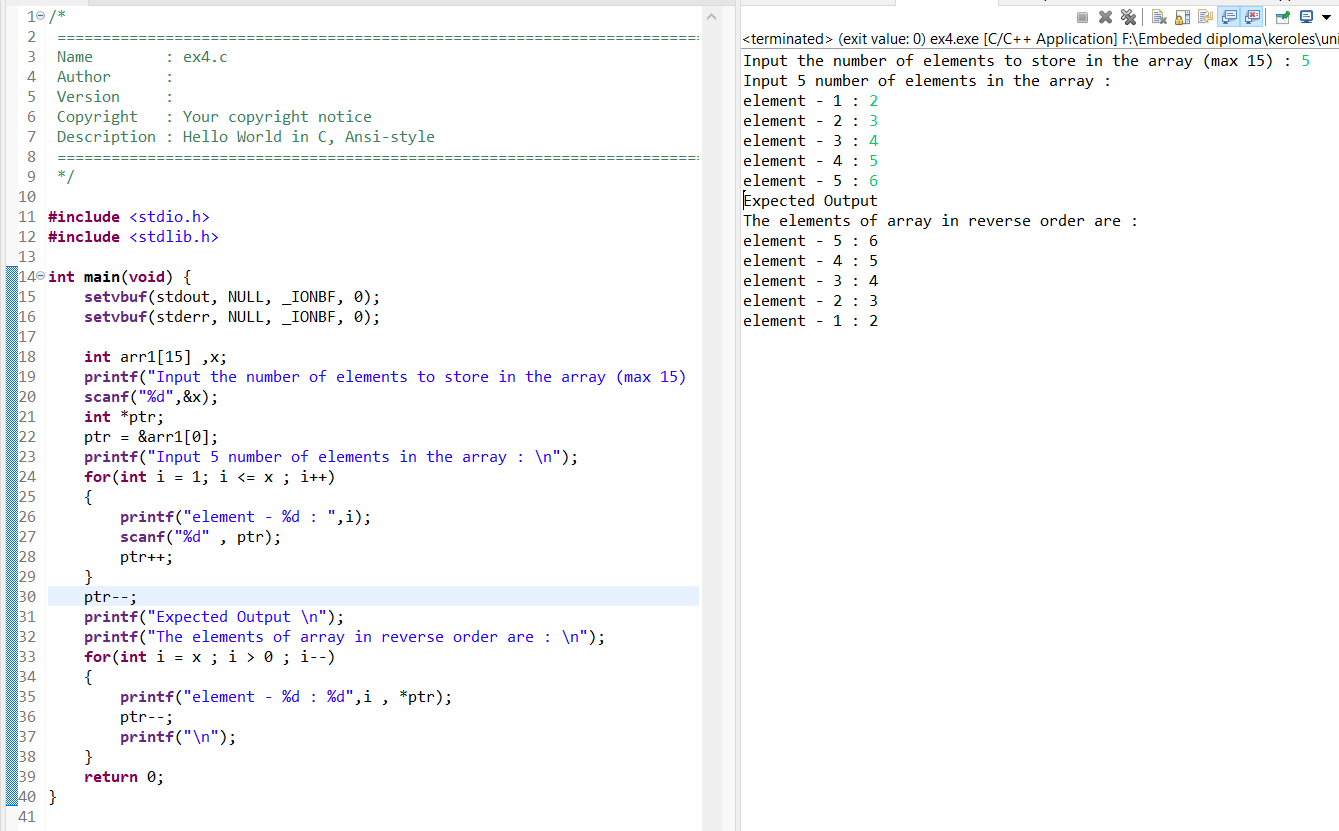 1 /*
2 ========================================================================
3 Name        : ex4.c
4 Author      :
5 Version     :
6 Copyright   : Your copyright notice
7 Description : Hello World in C, Ansi-style
8 ========================================================================
9 */
10
11 #include <stdio.h>
12 #include <stdlib.h>
13
14 int main(void) {
15     setvbuf(stdout, NULL, _IONBF, 0);
16     setvbuf(stderr, NULL, _IONBF, 0);
17
18     int arr1[15] ,x;
19     printf("Input the number of elements to store in the array (max 15)
20     scanf("%d",&x);
21     int *ptr;
22     ptr = &arr1[0];
23     printf("Input 5 number of elements in the array : \n");
24     for(int i = 1; i <= x ; i++)
25     {
26         printf("element - %d : ",i);
27         scanf("%d" , ptr);
28         ptr++;
29     }
30     ptr--;
31     printf("Expected Output \n");
32     printf("The elements of array in reverse order are : \n");
33     for(int i = x ; i > 0 ; i--)
34     {
35         printf("element - %d : %d",i , *ptr);
36         ptr--;
37         printf("\n");
38     }
39     return 0;
40 }
41
<terminated> (exit value: 0) ex4.exe [C/C++ Application] F:\Embeded diploma\keroles\uni
Input the number of elements to store in the array (max 15) : 5
Input 5 number of elements in the array :
element - 1 : 2
element - 2 : 3
element - 3 : 4
element - 4 : 5
element - 5 : 6
Expected Output
The elements of array in reverse order are :
element - 5 : 6
element - 4 : 5
element - 3 : 4
element - 2 : 3
element - 1 : 2